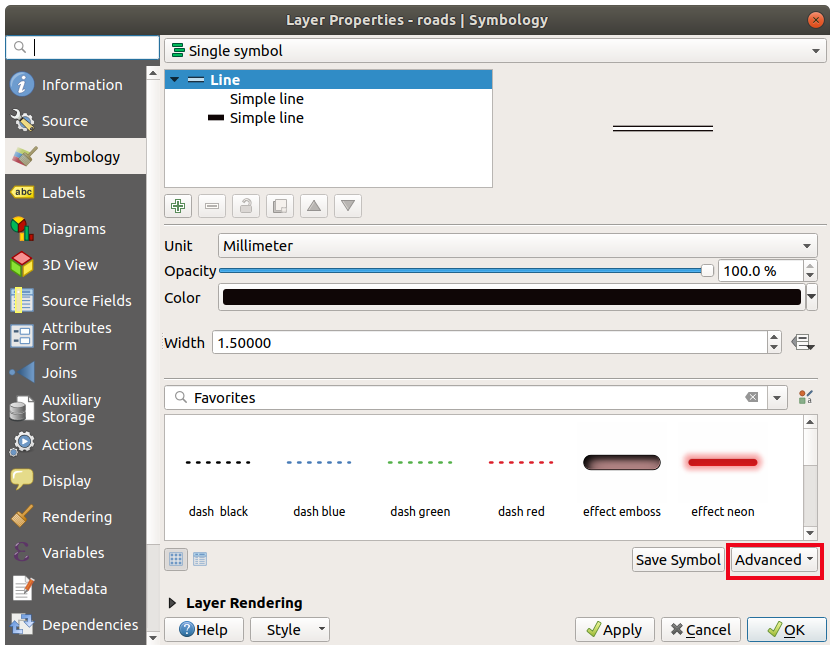 Layer Properties - roads | Symbology
Information
Source
Symbology
abc Labels
Diagrams
3D View
Source Fields
Attributes
Form
Joins
Auxiliary
Storage
Actions
Display
Rendering
ε Variables
Metadata
Dependencies
Single symbol
Line
Simple line
Simple line
Unit Millimeter
Opacity 100.0 %
Color
Width 1.50000
Favorites
dash black dash blue dash green dash red effect emboss effect neon
Save Symbol Advanced
Layer Rendering
Help Style Apply Cancel OK